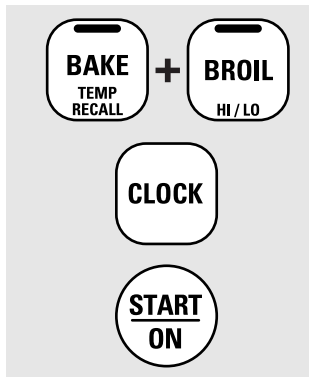 BAKE + BROIL
TEMP
RECALL HI / LO
CLOCK
START
ON